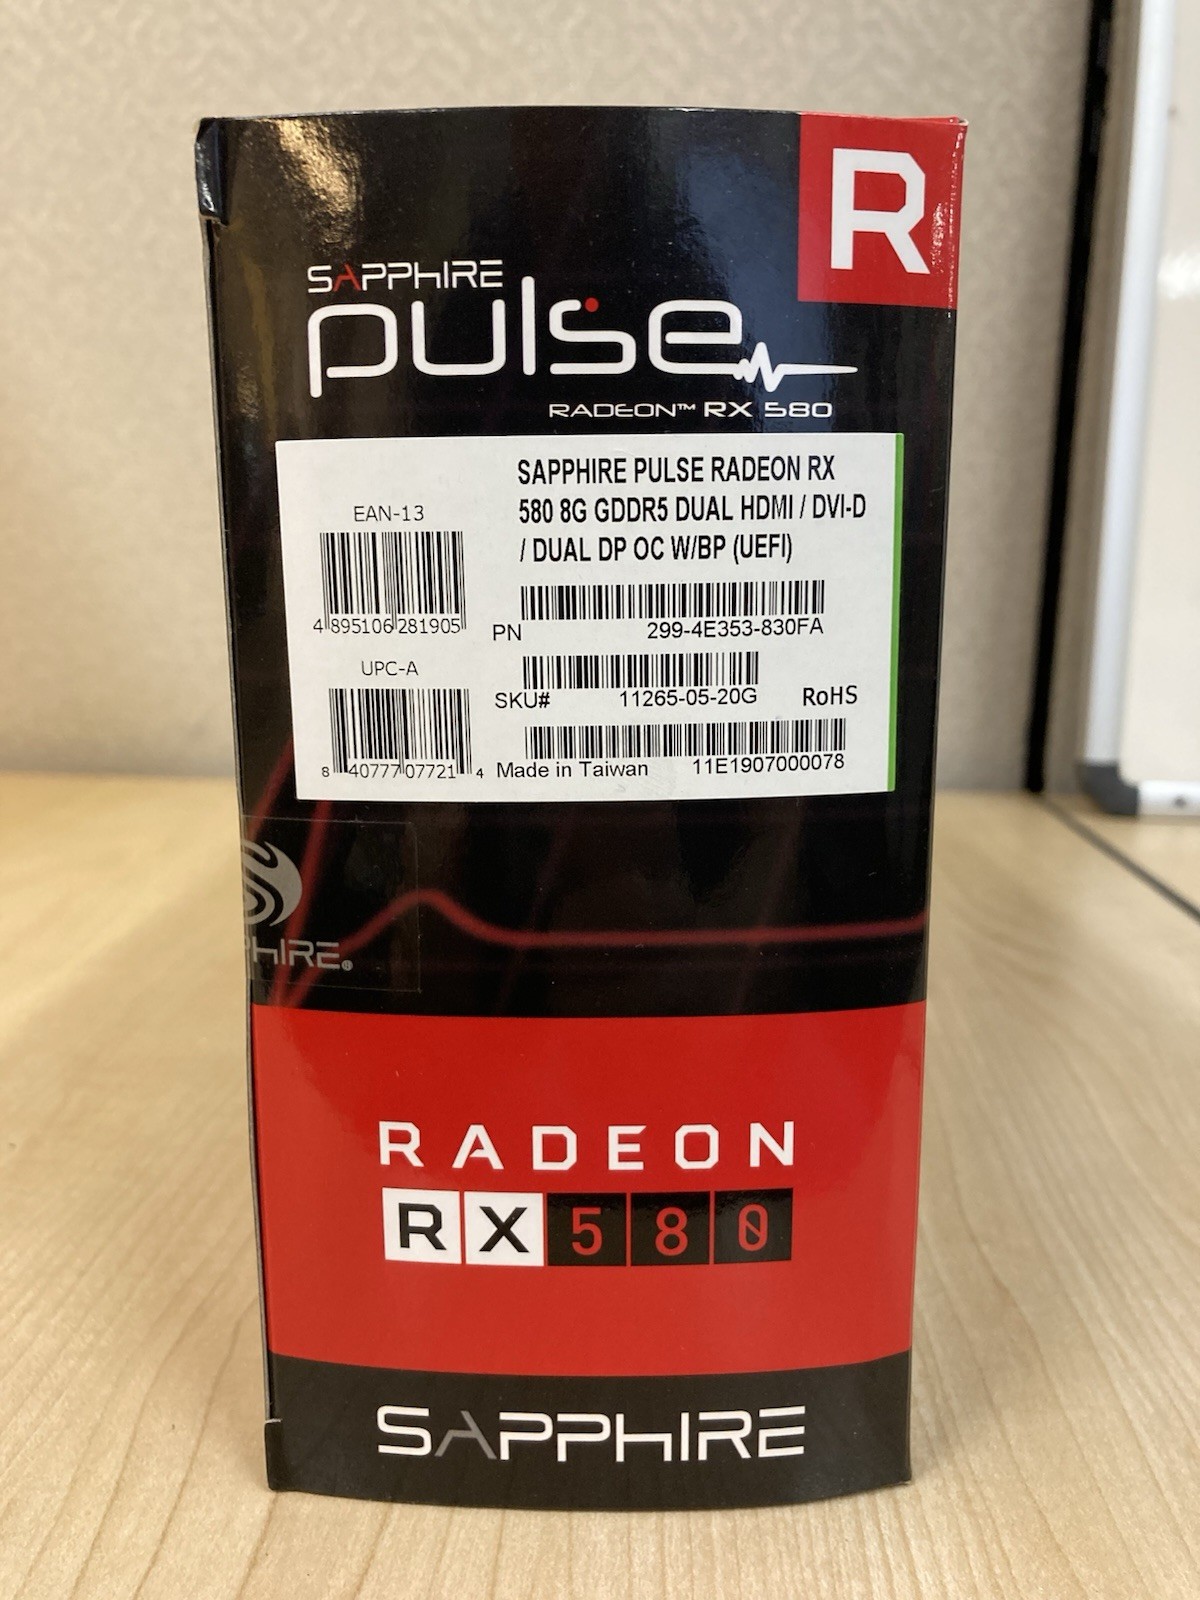 R
SAPPHIRE
pulse
RADEON™ RX 580
SAPPHIRE PULSE RADEON RX
580 8G GDDR5 DUAL HDMI / DVI-D
/ DUAL DP OC W/BP (UEFI)
EAN-13
4 895106 281905
PN 299-4E353-830FA
UPC-A
SKU# 11265-05-20G RoHS
8 40777 07721 4
Made in Taiwan 11E1907000078
PHIRE®
RADEON
RX 580
SAPPHIRE